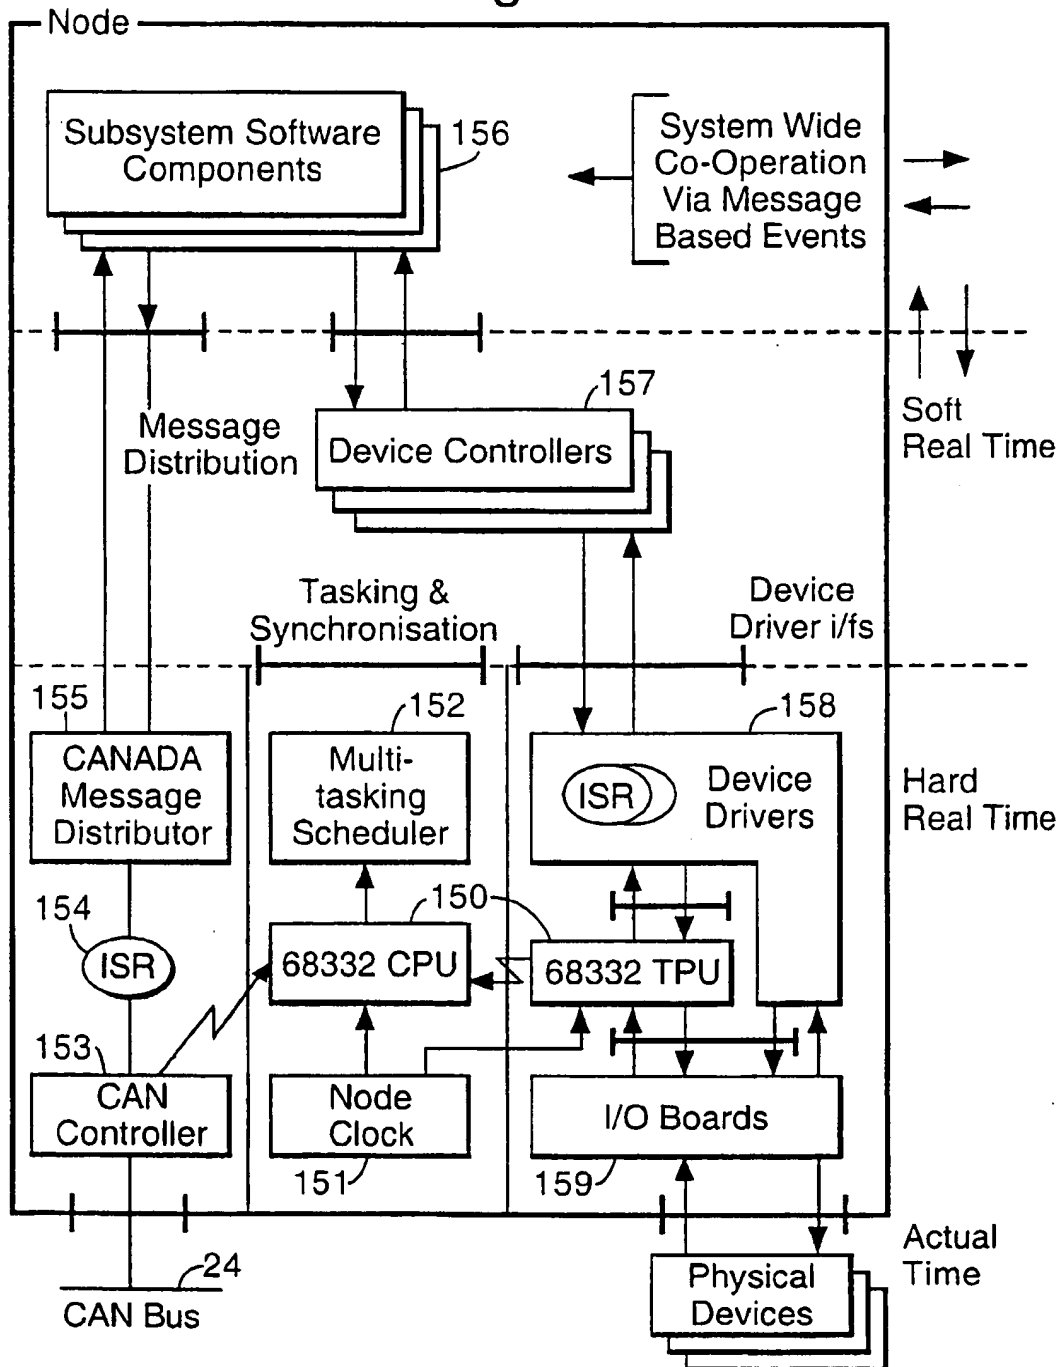 Node
Subsystem Software
Components
156
System Wide
Co-Operation
Via Message
Based Events
157
Soft
Real Time
Message
Distribution
Device Controllers
Tasking &
Synchronisation
Device
Driver i/fs
155
152
158
CANADA
Message
Distributor
Multi-
tasking
Scheduler
ISR
Device
Drivers
Hard
Real Time
154
150
ISR
68332 CPU
68332 TPU
153
CAN
Controller
Node
Clock
I/O Boards
151
159
Actual
Time
24
CAN Bus
Physical
Devices